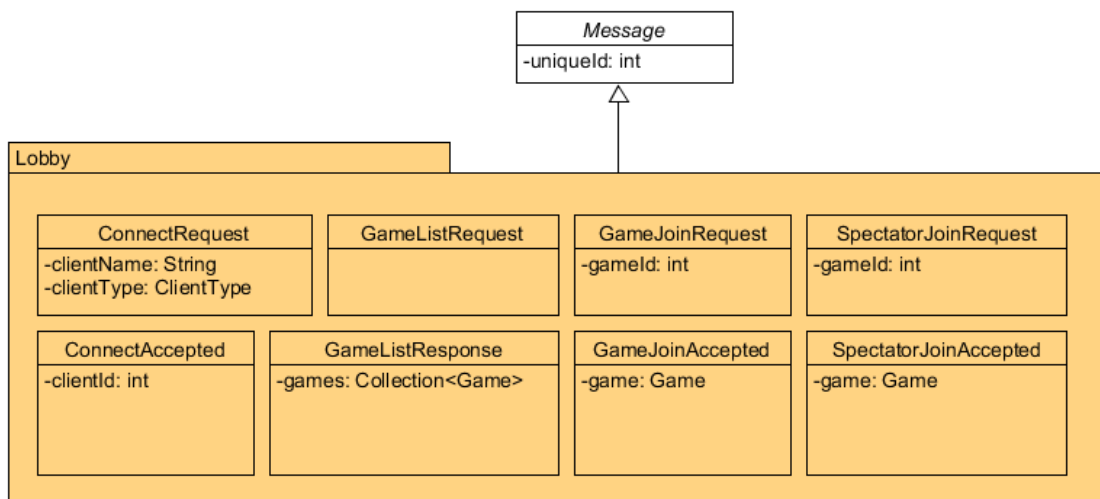 Message
-uniqueId: int
Lobby
ConnectRequest
-clientName: String
-clientType: ClientType
GameListRequest
GameJoinRequest
-gameId: int
SpectatorJoinRequest
-gameId: int
ConnectAccepted
-clientId: int
GameListResponse
-games: Collection<Game>
GameJoinAccepted
-game: Game
SpectatorJoinAccepted
-game: Game